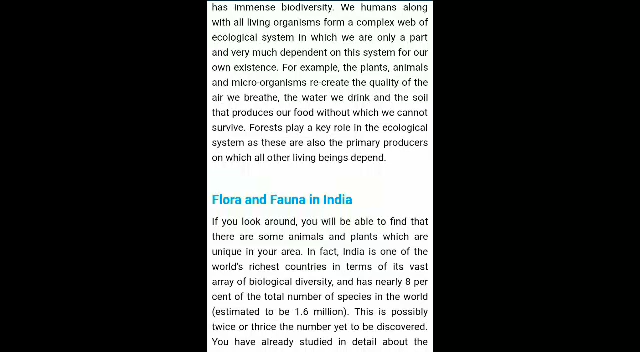 has immense biodiversity. We humans along
with all living organisms form a complex web of
ecological system in which we are only a part
and very much dependent on this system for our
own existence. For example, the plants, animals
and micro-organisms re-create the quality of the
air we breathe, the water we drink and the soil
that produces our food without which we cannot
survive. Forests play a key role in the ecological
system as these are also the primary producers
on which all other living beings depend.
Flora and Fauna in India
If you look around, you will be able to find that
there are some animals and plants which are
unique in your area. In fact, India is one of the
world's richest countries in terms of its vast
array of biological diversity, and has nearly 8 per
cent of the total number of species in the world
(estimated to be 1.6 million). This is possibly
twice or thrice the number yet to be discovered.
You have already studied in detail about the